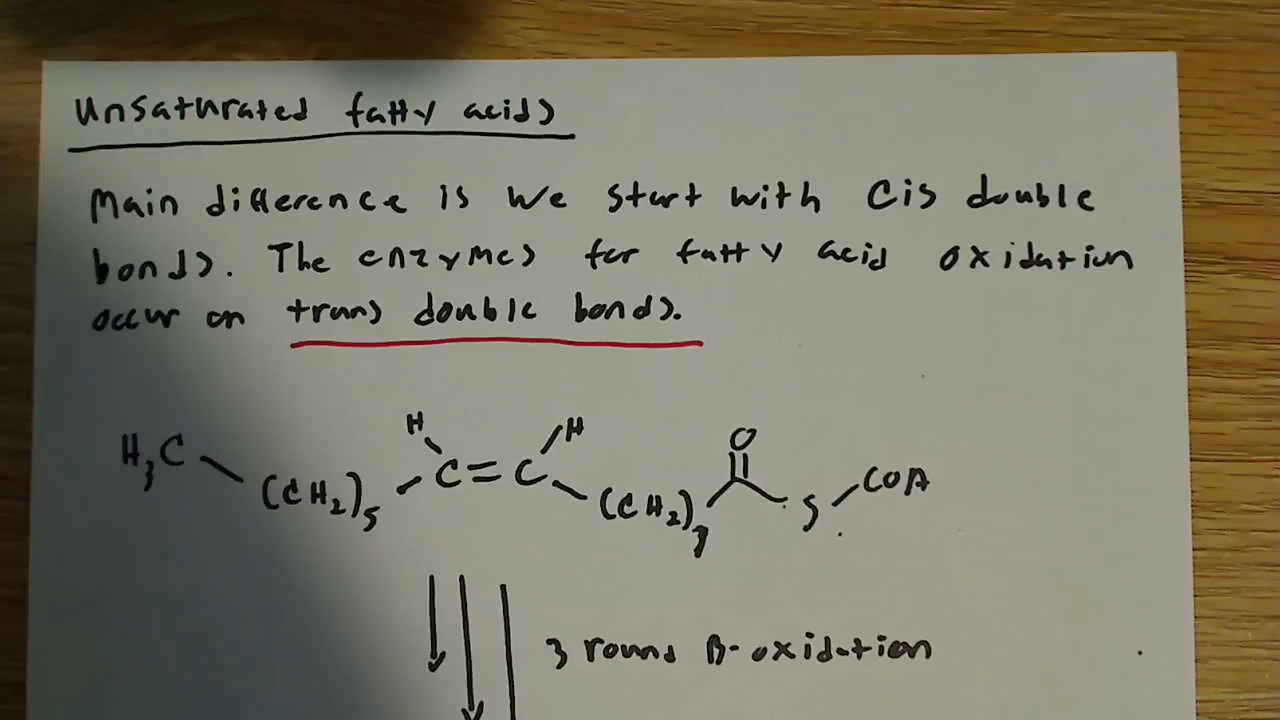 Unsaturated fatty acids
Main difference is we start with Cis double
bonds. The enzymes for fatty acid oxidation
occur on trans double bonds.
H H O
H3C (CH2)5 C=C (CH2)7 S COA
3 rounds B-oxidation